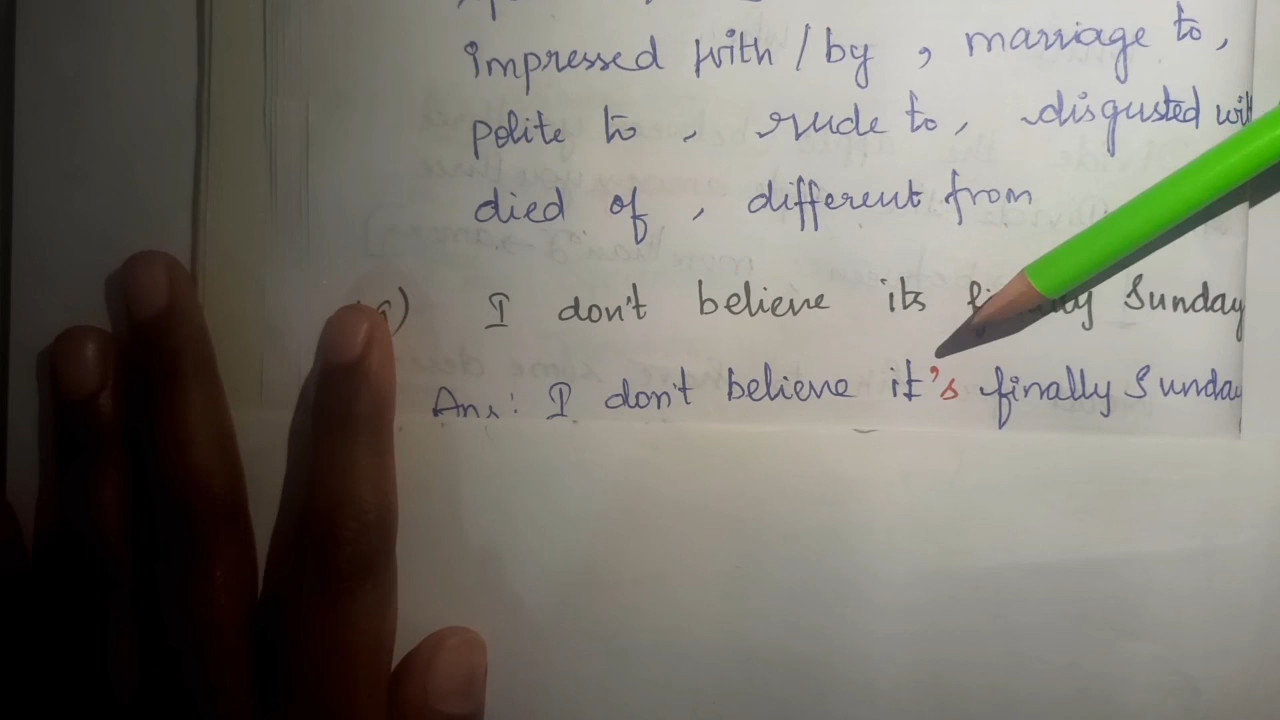 impressed with / by , marriage to ,
polite to , rude to , disgusted
died of , different from
I don't believe its Sunday
Ans : I don't believe it's finally Sunday